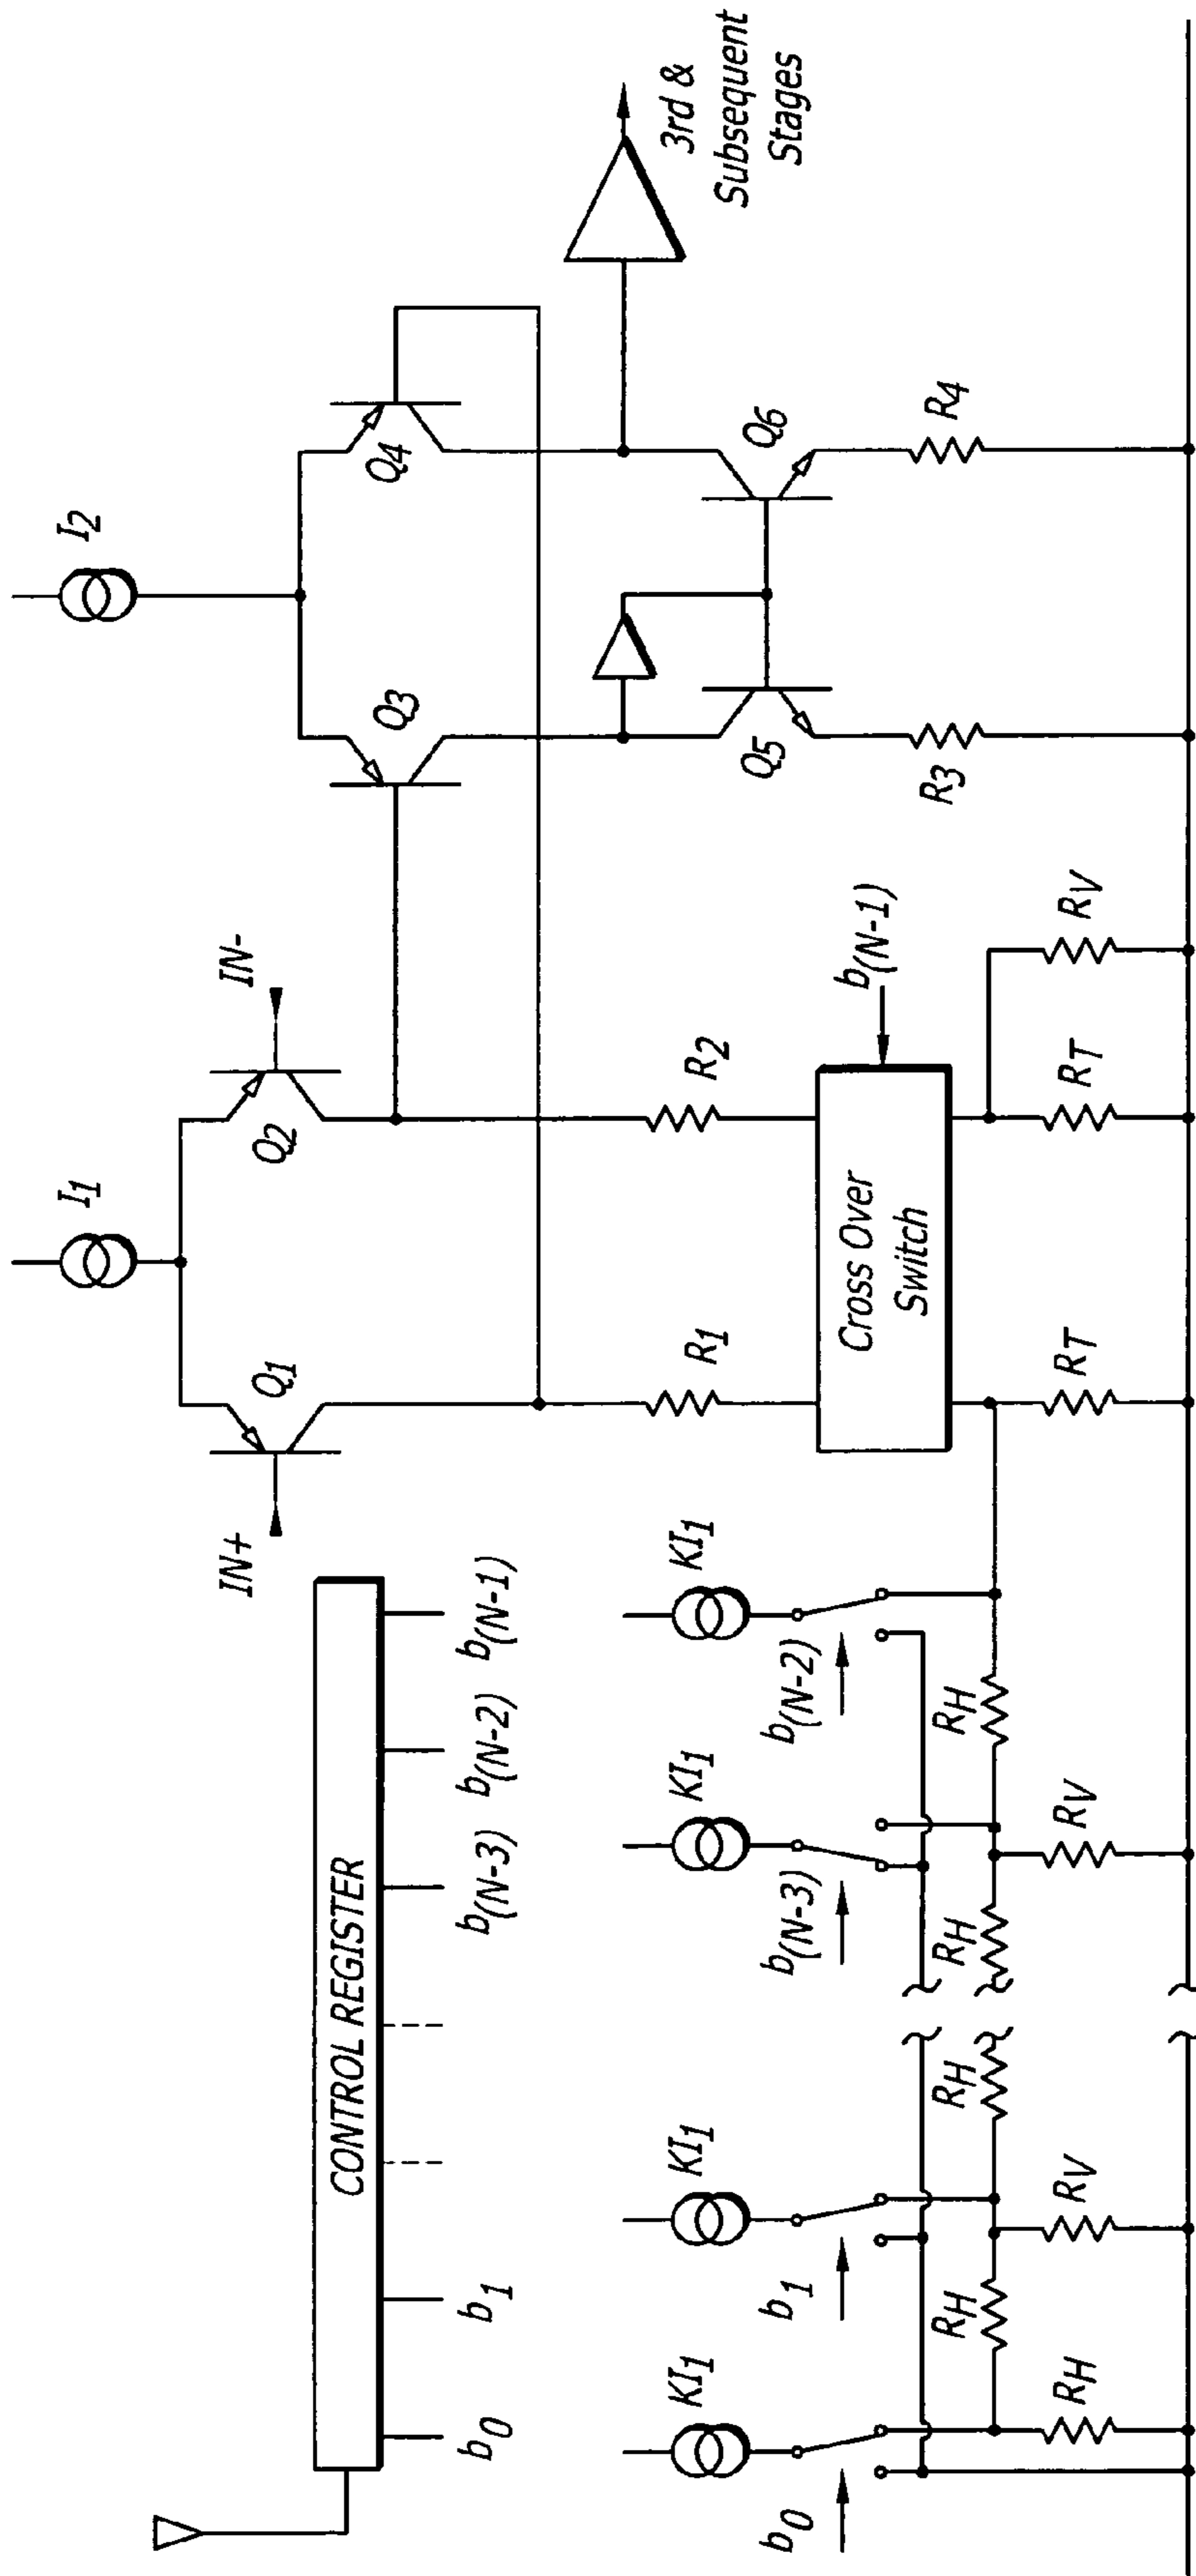 I1
I2
IN+
Q1
Q2
IN-
Q3
Q4
3rd &
Subsequent
Stages
CONTROL REGISTER
b0
b1
b(N-3)
b(N-2)
b(N-1)
KI1
KI1
KI1
KI1
R1
R2
Q5
Q6
b0
b1
b(N-3)
b(N-2)
Cross Over
Switch
b(N-1)
R3
R4
RH
RH
RH
RH
RH
RV
RV
RT
RT
RV